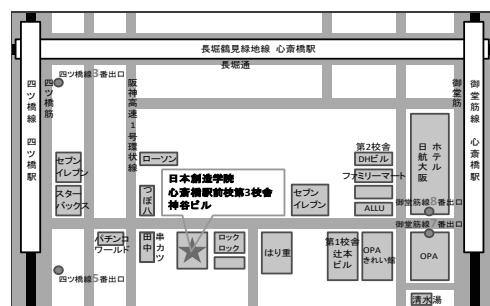 長堀鶴見緑地線 心斎橋駅
長堀通
四ツ橋線 四ツ橋駅
四ツ橋筋
四ツ橋線3番出口
阪神高速1号環状線
御堂筋
御堂筋線 心斎橋駅
セブン
イレブン
スター
バックス
ローソン
つぼ八
日本創造学院
心斎橋駅前校第3校舎
神谷ビル
セブン
イレブン
第2校舎
DHビル
ファミリーマート
ALLU
ホテル
日航
大阪
御堂筋線8番出口
御堂筋線7番出口
パチンコ
ワールド
串カツ
田中
ロック
ロック
はり重
第1校舎
辻本
ビル
OPA
きれい館
OPA
四ツ橋線5番出口
清水湯